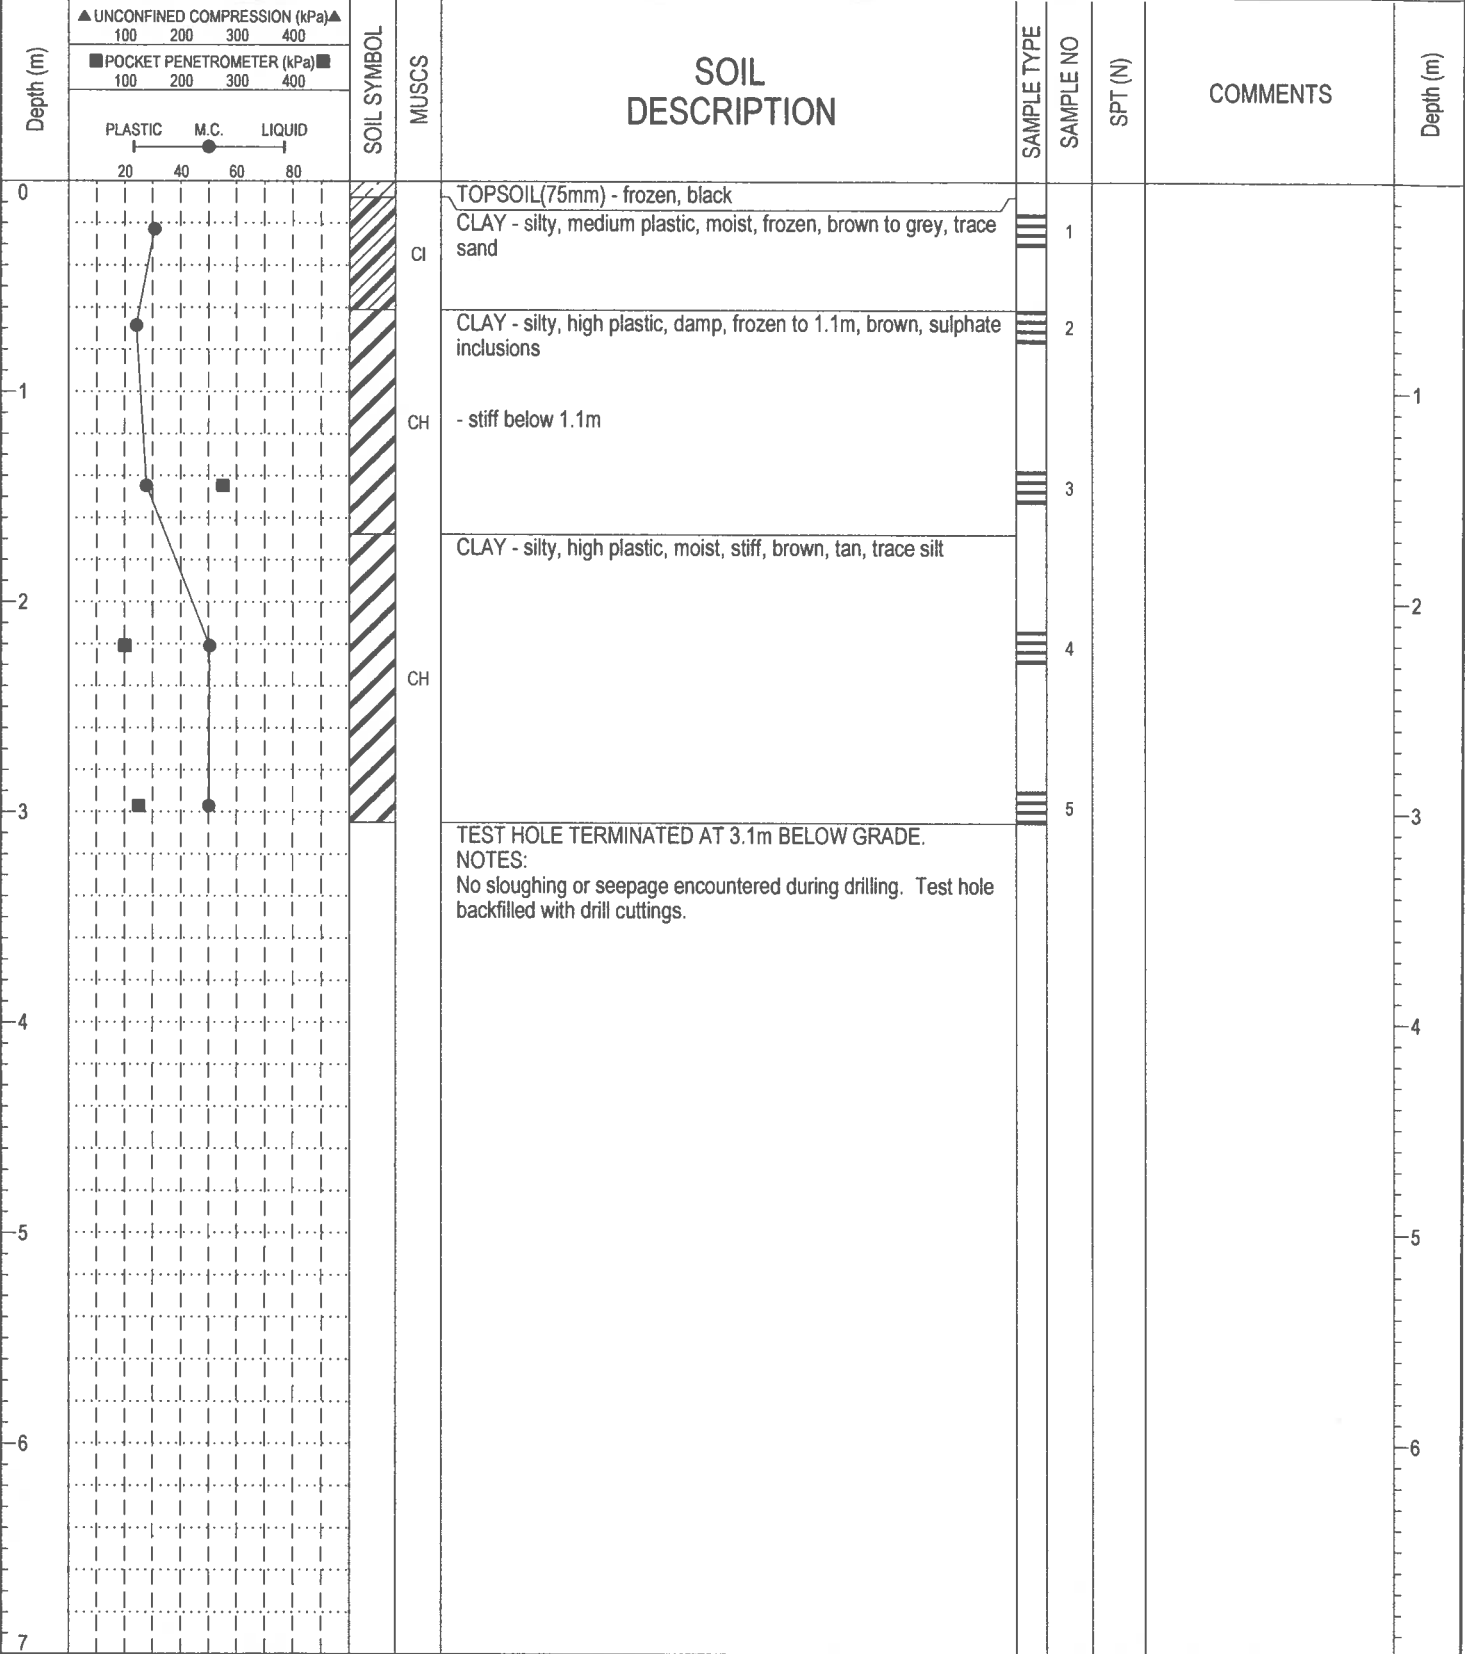 Depth (m)
▲ UNCONFINED COMPRESSION (kPa) ▲
100 200 300 400
■ POCKET PENETROMETER (kPa) ■
100 200 300 400
PLASTIC M.C. LIQUID
20 40 60 80
SOIL SYMBOL
MUSCS
SOIL
DESCRIPTION
SAMPLE TYPE
SAMPLE NO
SPT (N)
COMMENTS
Depth (m)
0
TOPSOIL(75mm) - frozen, black
CLAY - silty, medium plastic, moist, frozen, brown to grey, trace
sand
CI
1
CLAY - silty, high plastic, damp, frozen to 1.1m, brown, sulphate
inclusions
2
1
1
CH
- stiff below 1.1m
3
CLAY - silty, high plastic, moist, stiff, brown, tan, trace silt
2
2
4
CH
3
5
3
TEST HOLE TERMINATED AT 3.1m BELOW GRADE.
NOTES:
No sloughing or seepage encountered during drilling. Test hole
backfilled with drill cuttings.
4
4
5
5
6
6
7